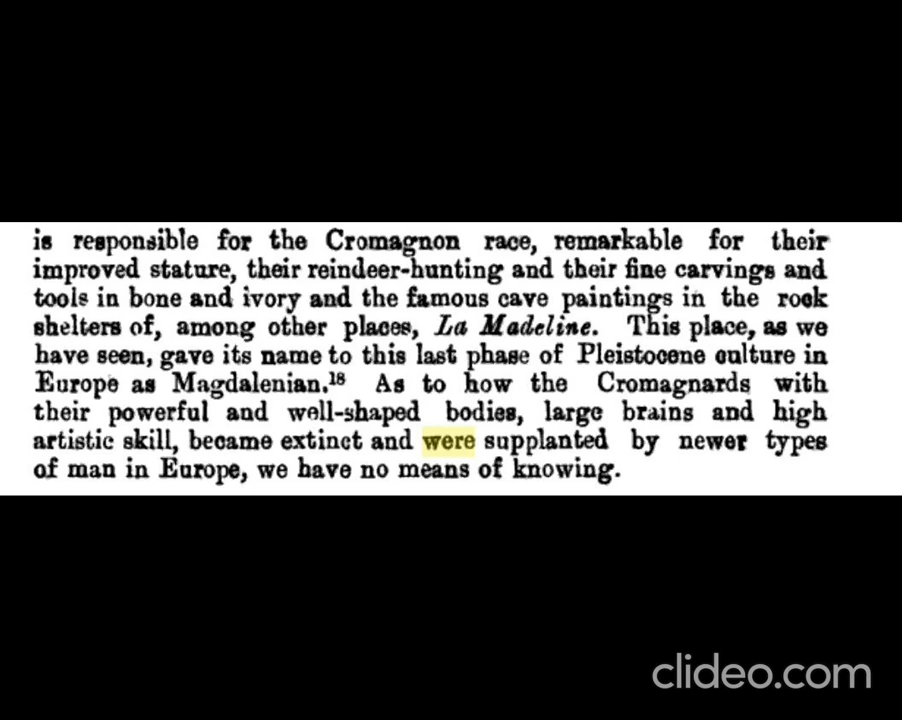 is responsible for the Cromagnon race, remarkable for their
improved stature, their reindeer-hunting and their fine carvings and
tools in bone and ivory and the famous cave paintings in the rock
shelters of, among other places, La Madeline. This place, as we
have seen, gave its name to this last phase of Pleistocene culture in
Europe as Magdalenian.¹⁸ As to how the Cromagnards with
their powerful and well-shaped bodies, large brains and high
artistic skill, became extinct and were supplanted by newer types
of man in Europe, we have no means of knowing.
clideo.com